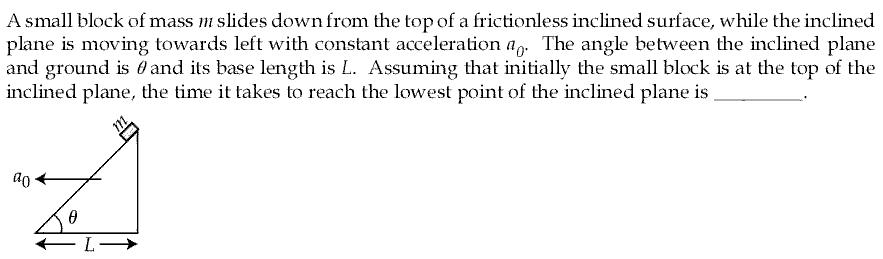 A small block of mass m slides down from the top of a frictionless inclined surface, while the inclined
plane is moving towards left with constant acceleration a₀. The angle between the inclined plane
and ground is θ and its base length is L. Assuming that initially the small block is at the top of the
inclined plane, the time it takes to reach the lowest point of the inclined plane is ________.
m
a₀
θ
L